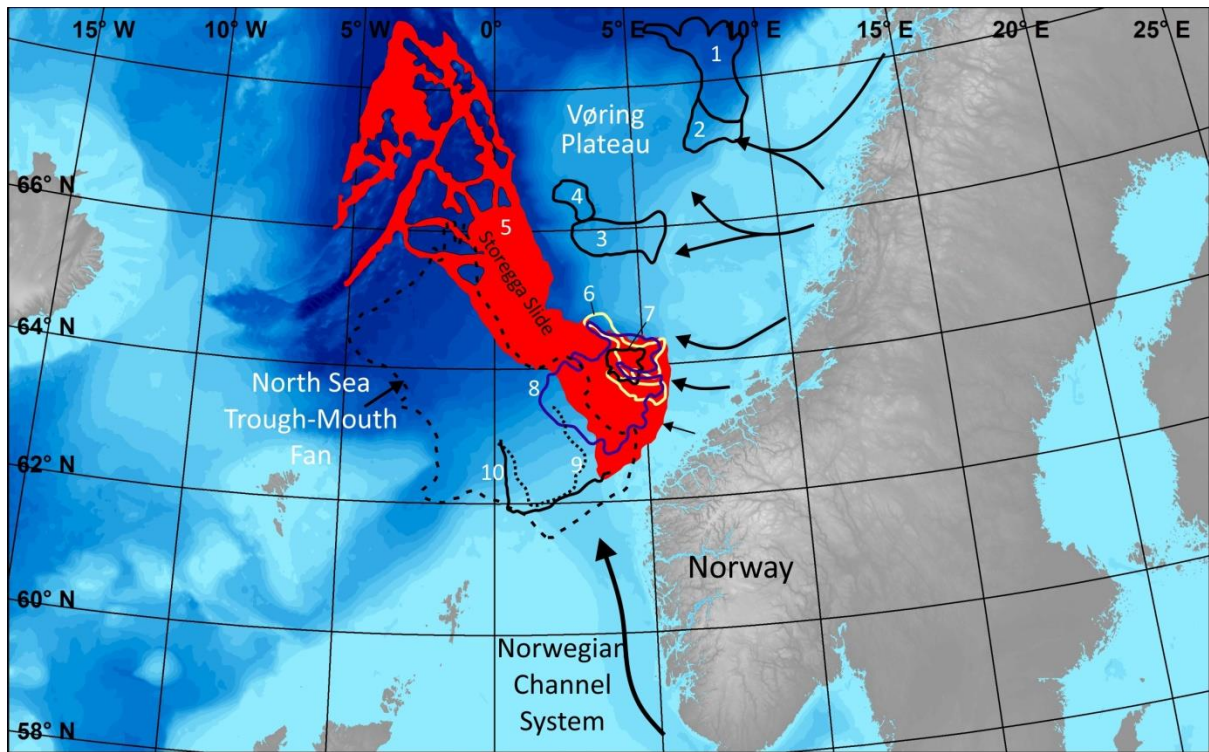 15° W
10° W
5° W
0°
5° E
10° E
15° E
20° E
25° E
1
2
Vøring
Plateau
66° N
4
3
5
Storegga Slide
6
7
64° N
North Sea
Trough-Mouth
Fan
8
62° N
10
9
Norway
60° N
Norwegian
Channel
System
58° N